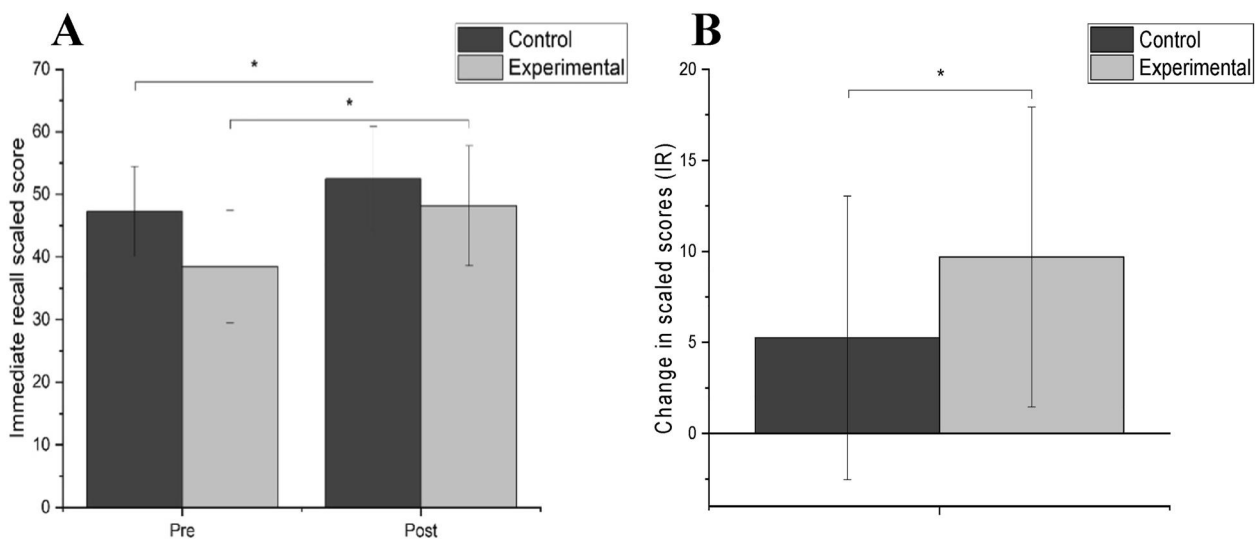 A
Control
Experimental
Immediate recall scaled score
70
60
50
40
30
20
10
0
*
*
Pre
Post
B
Control
Experimental
Change in scaled scores (IR)
20
15
10
5
0
*